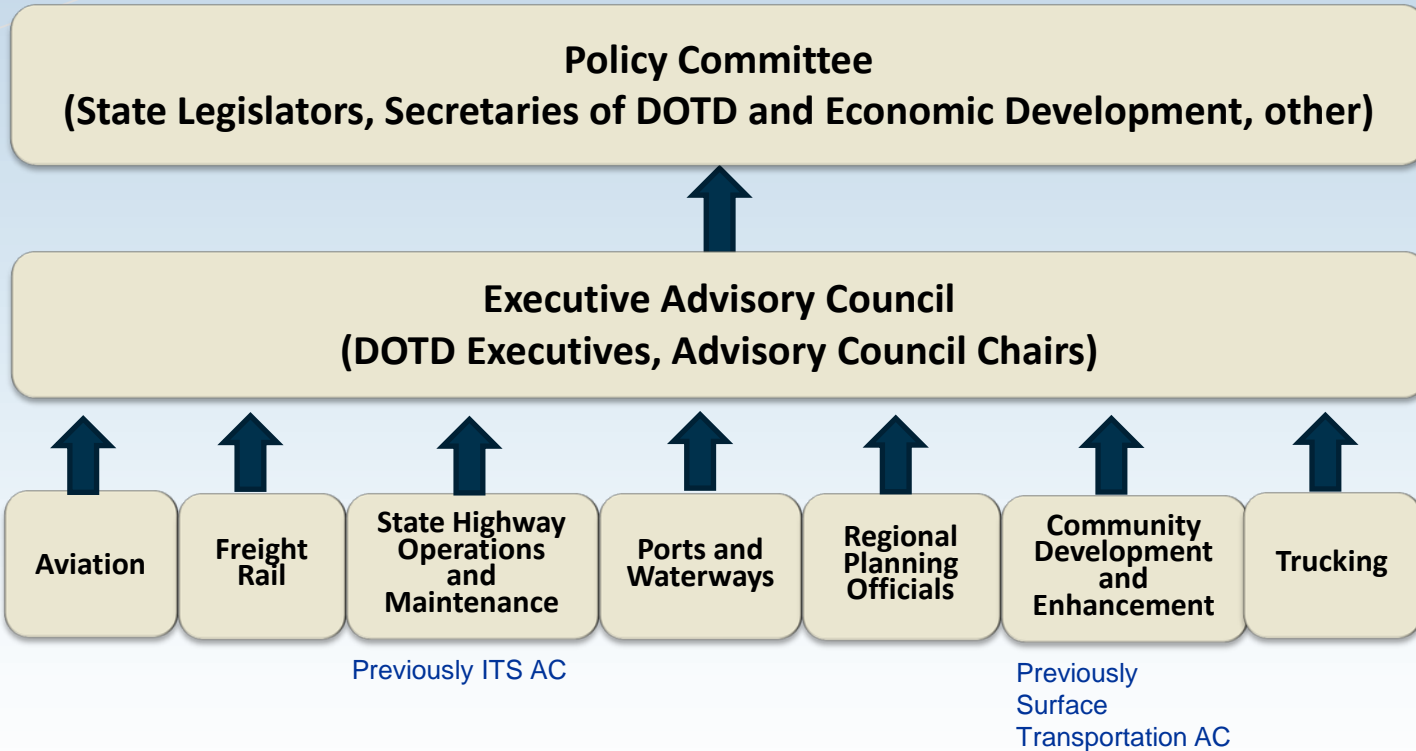 Policy Committee
(State Legislators, Secretaries of DOTD and Economic Development, other)
Executive Advisory Council
(DOTD Executives, Advisory Council Chairs)
Aviation
Freight
Rail
State Highway
Operations
and
Maintenance
Ports and
Waterways
Regional
Planning
Officials
Community
Development
and
Enhancement
Trucking
Previously ITS AC
Previously
Surface
Transportation AC